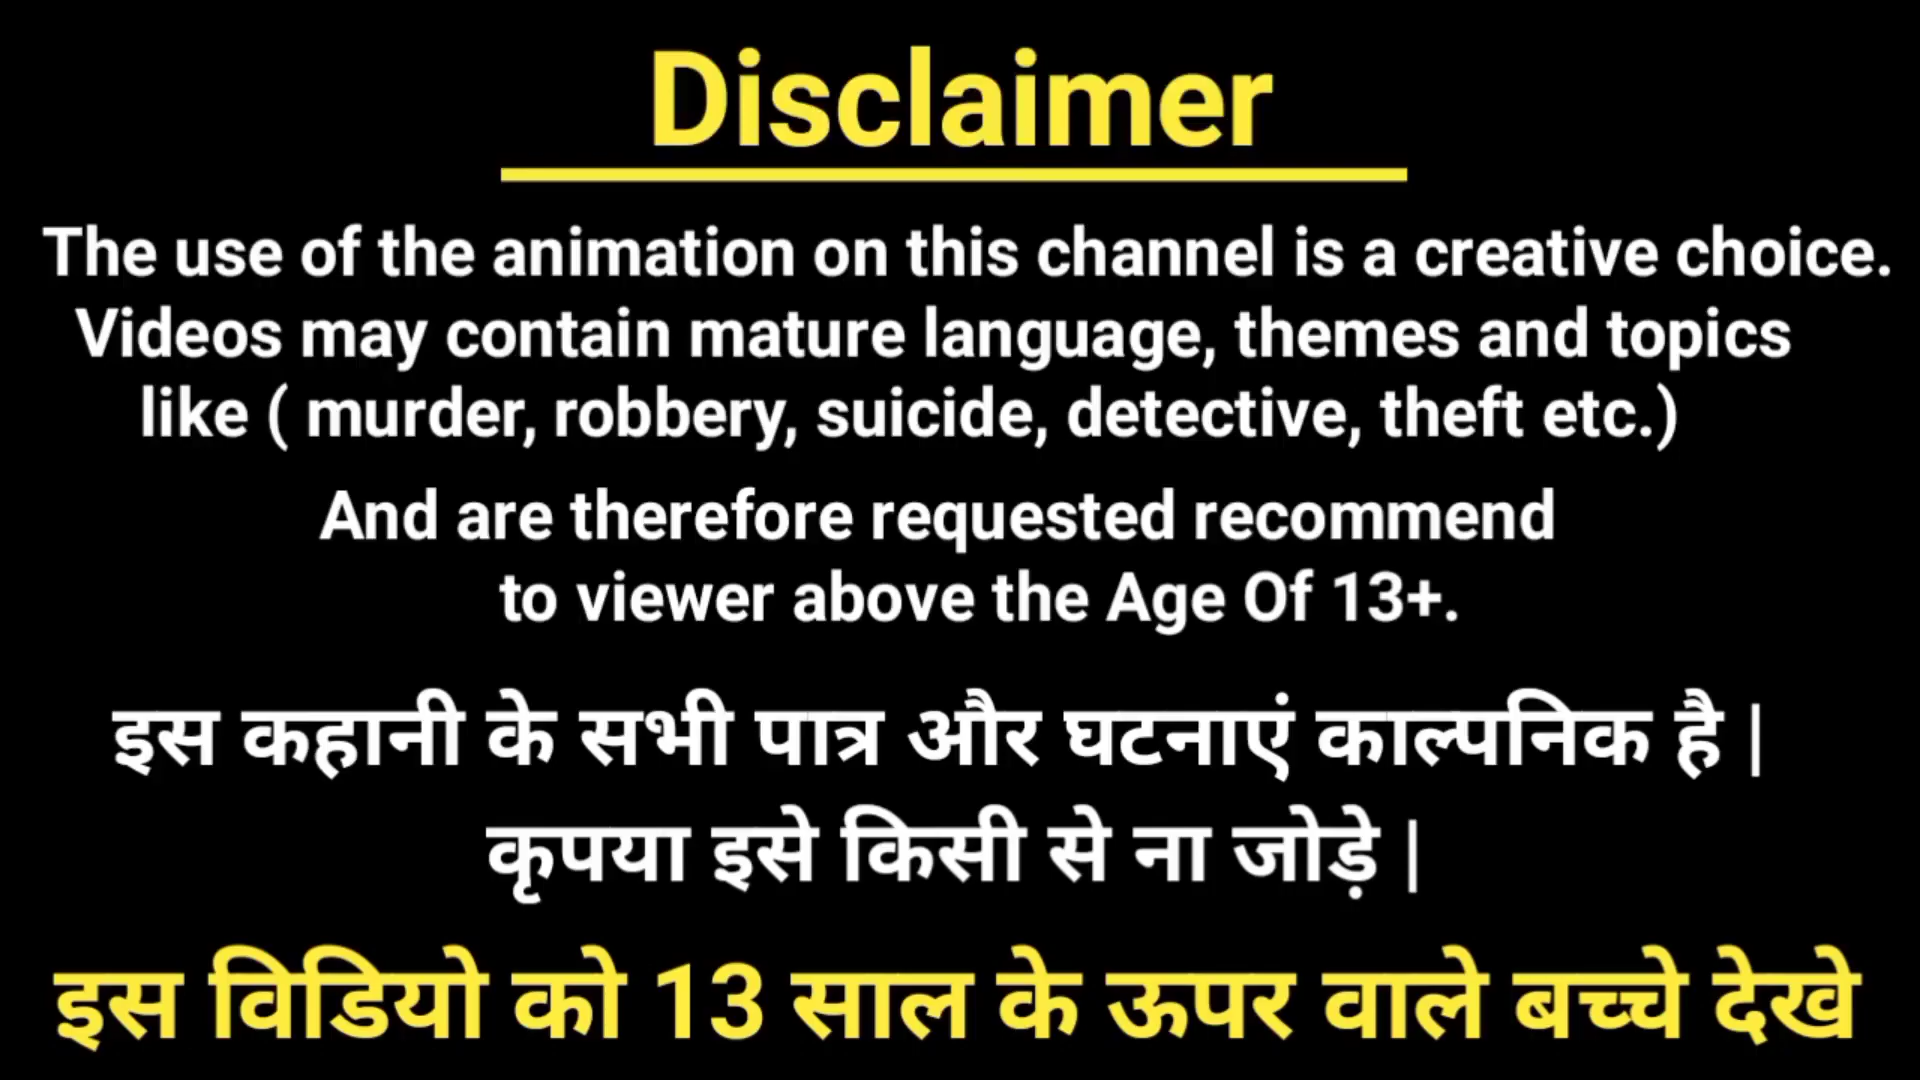 Disclaimer
The use of the animation on this channel is a creative choice.
Videos may contain mature language, themes and topics
like ( murder, robbery, suicide, detective, theft etc.)
And are therefore requested recommend
to viewer above the Age Of 13+.
इस कहानी के सभी पात्र और घटनाएं काल्पनिक है |
कृपया इसे किसी से ना जोड़े |
इस विडियो को 13 साल के ऊपर वाले बच्चे देखे